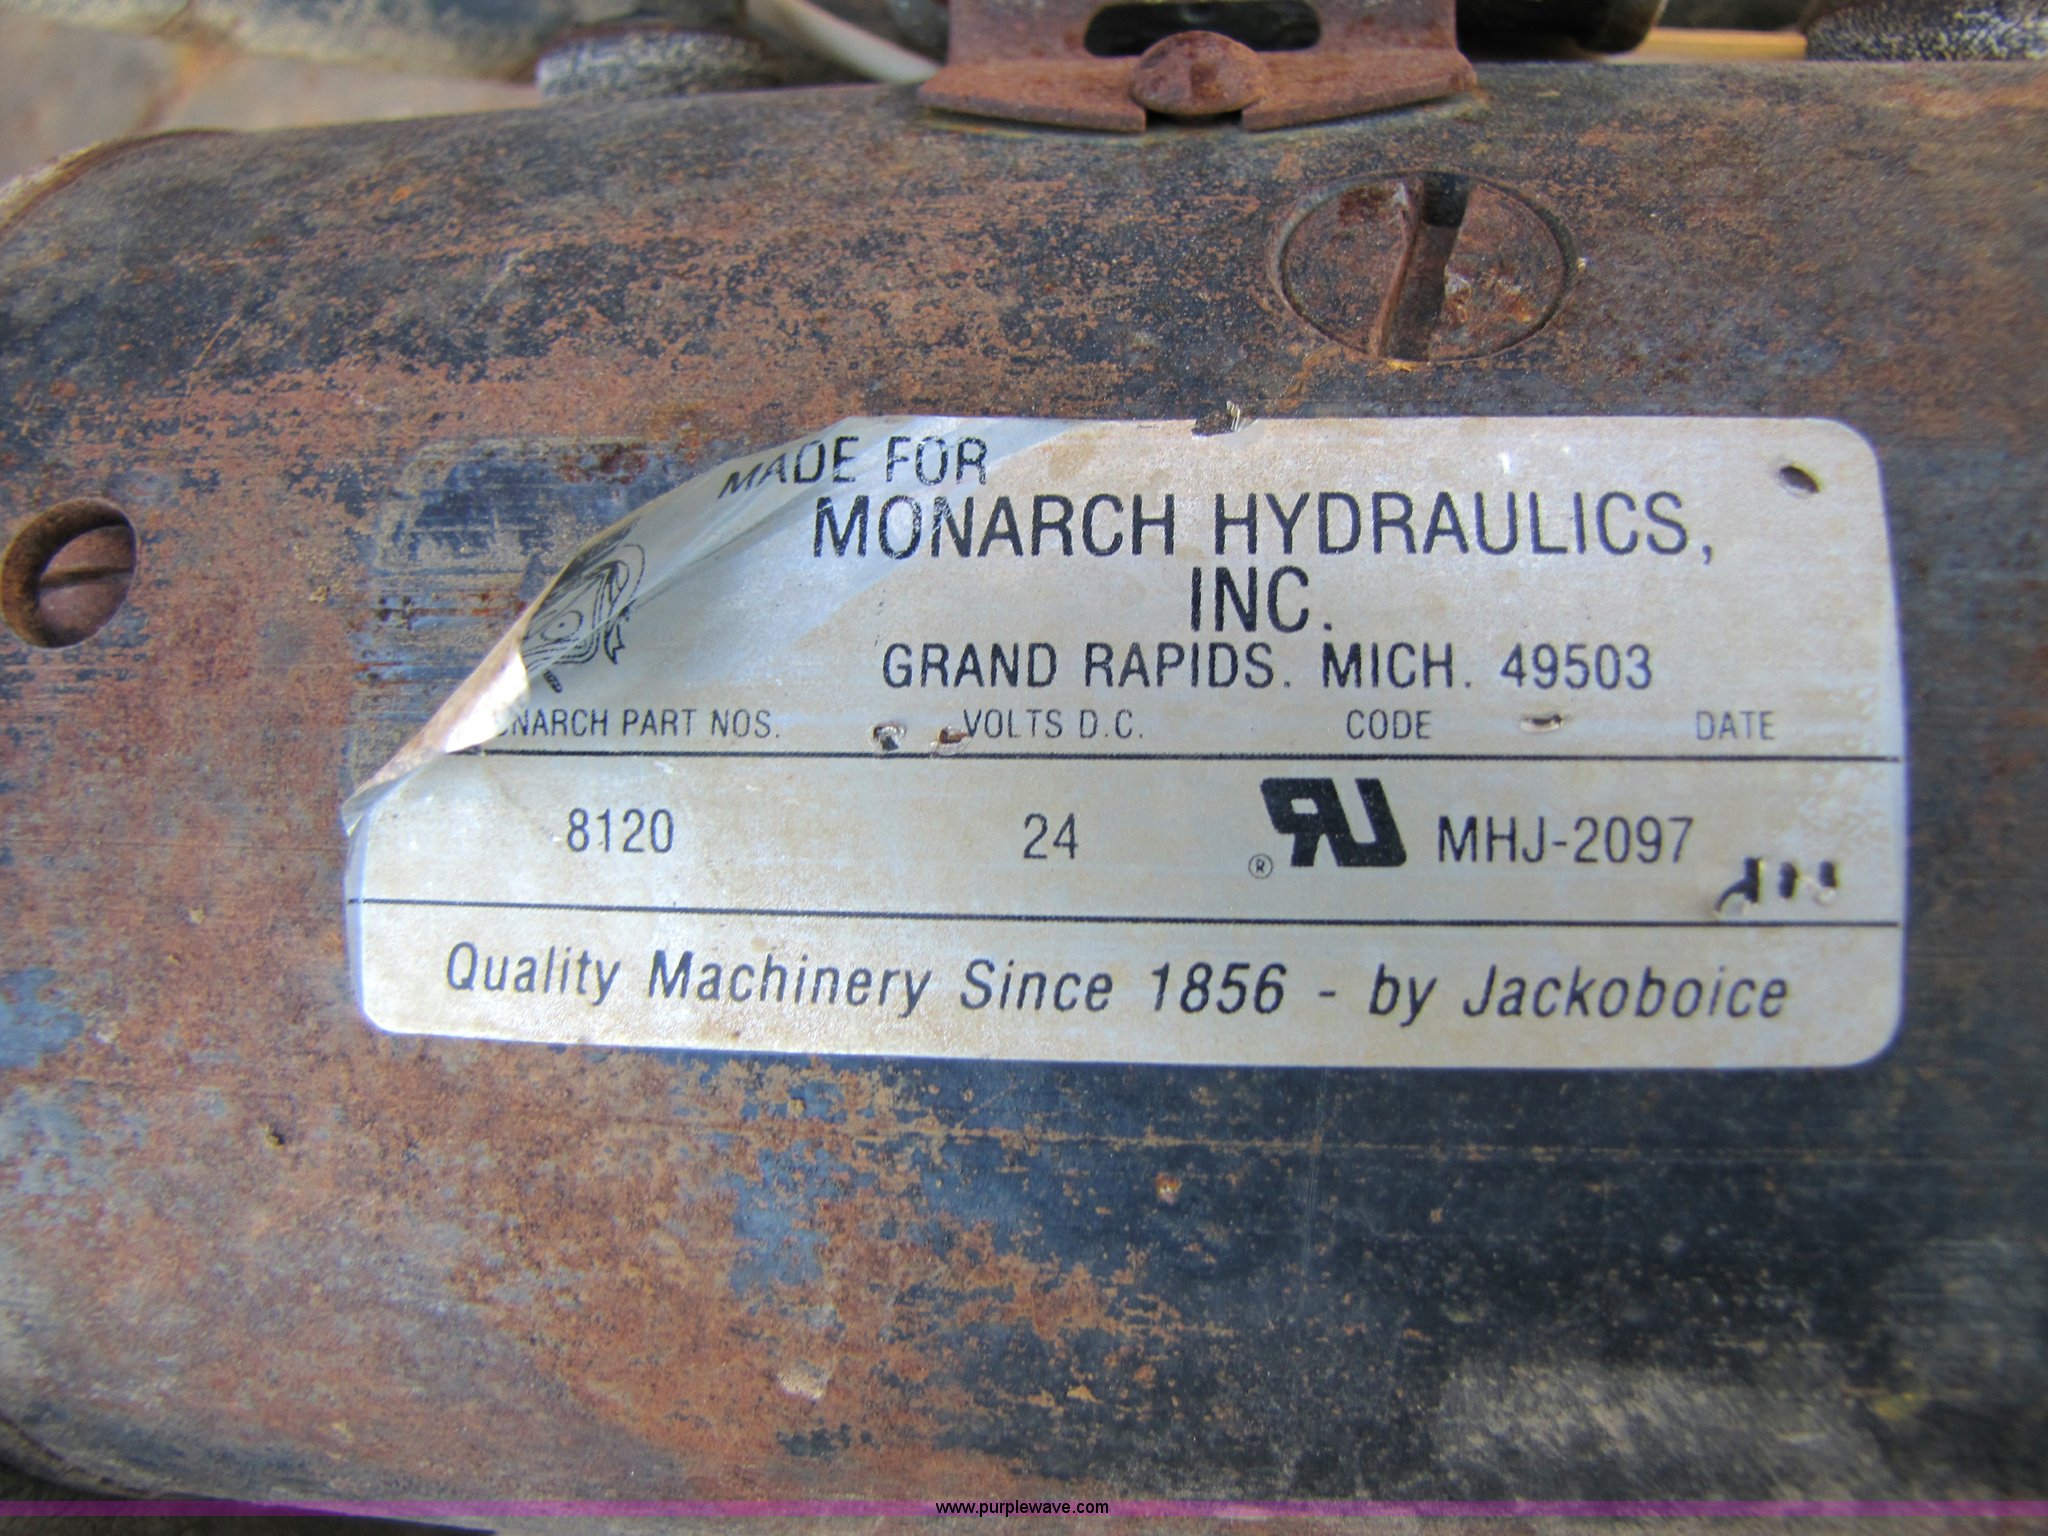 MADE FOR
MONARCH HYDRAULICS,
INC.
GRAND RAPIDS. MICH. 49503
NARCH PART NOS. VOLTS D.C. CODE DATE
8120 24 ® MHJ-2097
Quality Machinery Since 1856 - by Jackoboice
www.purplewave.com